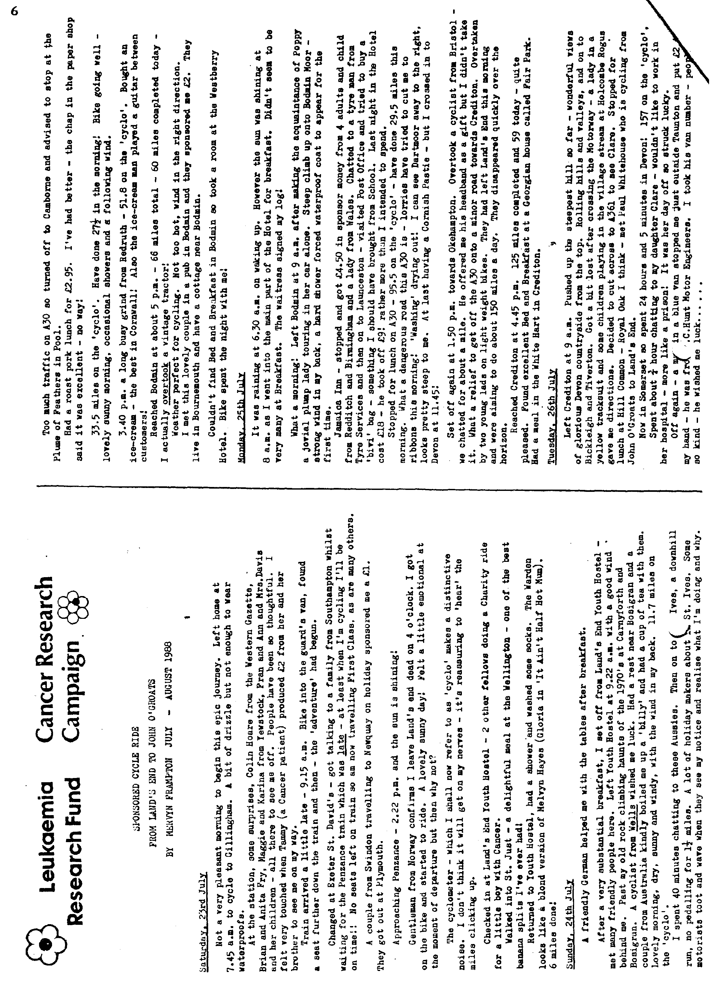 Leukaemia
Research Fund
Cancer Research
Campaign
SPONSORED CYCLE RIDE
FROM LAND'S END TO JOHN O'GROATS
BY MERVYN FRAMPTON JULY - AUGUST 1988
Saturday, 23rd July
Not a very pleasant morning to begin this epic journey. Left home at
7.45 a.m. to cycle to Gillingham. A bit of drizzle but not enough to wear
waterproofs.
At the station, some surprises, Colin Hoare from the Western Gazette,
Brian and Anita Fry, Maggie and Karina from Yewstock, Fran and Ann and Mrs.Davis
and her children - all there to see me off. People have been so thoughtful. I
felt very touched when Tammy (a Cancer patient) produced £2 from her and her
brother to see me on my way.
Train arrived a little late - 9.15 a.m. Bike into the guard's van, found
a seat further down the train and then - the 'adventure' had begun.
Changed at Exeter St. David's - got talking to a family from Southampton whilst
waiting for the Penzance train which was late - at least when I'm cycling I'll be
on time!! No seats left on train so am now travelling First Class, as are many others.
A couple from Swindon travelling to Newquay on holiday sponsored me a £1.
They got out at Plymouth.
Approaching Penzance - 2.22 p.m. and the sun is shining!
Gentleman from Norway confirms I leave Land's end dead on 4 o'clock. I got
on the bike and started to ride. A lovely sunny day! Felt a little emotional at
the moment of departure but then why not?
The cyclometer - which I shall now refer to as 'cyclo' makes a distinctive
noise. I don't think it will get on my nerves - it's reassuring to 'hear' the
miles clicking up.
Checked in at Land's End Youth Hostel - 2 other fellows doing a Charity ride
for a little boy with Cancer.
Walked into St. Just - a delightful meal at the Wellington - one of the best
banana splits I've ever had!
Returned to Youth Hostel, had a shower and washed some socks. The Warden
looks like a blond version of Melvyn Hayes (Gloria in 'It Ain't Half Hot Mum).
6 miles done!
Sunday, 24th July
A friendly German helped me with the tables after breakfast.
After a very substantial breakfast, I set off from Land's End Youth Hostel -
met many friendly people here. Left Youth Hostel at 9.22 a.m. with a good wind
behind me. Past my old rock climbing haunts of the 1970's at Carnyforth and
Bosigrun. A cyclist from Wells wished me luck. Had a rest near Bosigran and a
couple from Australia kindly boiled me up a 'billy' and had a cup of tea with them.
Lovely morning, dry, sunny and windy, with the wind in my back. 11.7 miles on
the 'cyclo'.
I spent 40 minutes chatting to these Aussies. Then on to Ives, a downhill
run, no pedalling for 1½ miles. A lot of holiday makers about St. Ives. Some
motorists toot and wave when they see my notice and realise what I'm doing and why.
6
Too much traffic on A30 so turned off to Camborne and advised to stop at the
Plume of Feathers in Pool.
Had a roast pork lunch for £2.95. I've had better - the chap in the paper shop
said it was excellent - no way!
33.5 miles on the 'cyclo'. Have done 27½ in the morning! Bike going well -
lovely sunny morning, occasional showers and a following wind.
3.40 p.m. a long busy grind from Redruth - 51.8 on the 'cyclo'. Bought an
ice-cream - the best in Cornwall! Also the ice-cream man played a guitar between
customers!
Reached Bodmin at about 5 p.m. - 66 miles total - 60 miles completed today -
I actually overtook a vintage tractor!
Weather perfect for cycling. Not too hot, wind in the right direction.
I met this lovely couple in a pub in Bodmin and they sponsored me £2. They
live in Bournemouth and have a cottage near Bodmin.
Couldn't find Bed and Breakfast in Bodmin so took a room at the Westberry
Hotel. Bike spent the night with me!
Monday, 25th July
It was raining at 6.30 a.m. on waking up. However the sun was shining at
8 a.m. as I went into the main part of the Hotel for breakfast. Didn't seem to be
very many at Breakfast. The waitress signed my log!
What a morning! Left Bodmin at 9 a.m. after making the acquaintance of Poppy
a jovial plump lady touring in her car alone. Steep climb up onto Bodmin Moor -
strong wind in my back, a hard shower forced waterproof coat to appear for the
first time.
Jamaica Inn - stopped and got £4.50 in sponsor money from 4 adults and child
from Redditch and Birmingham and a lady from Wales. Chatted to a tyre man from
Tyre Services and then on to Launceston - visited Post Office and tried to buy a
'bivi' bag - something I should have brought from School. Last night in the Hotel
cost £18 - he took off £9! rather more than I intended to spend.
Stopped for lunch on A30 - 95.5 on the 'cyclo' - have done 29.5 miles this
morning. What a dangerous road this A30 is - lorries have tried to cut me to
ribbons this morning! 'Washing' drying out! I can see Dartmoor away to the right,
looks pretty steep to me. At last having a Cornish Pastie - but I crossed in to
Devon at 11.45!
Set off again at 1.50 p.m. towards Okehampton. Overtook a cyclist from Bristol -
we chatted for about a mile. He offered me his headband as a gift but I didn't take
it. What a relief to get off the A30 onto a minor road towards Crediton. Overtaken
by two young lads on light weight bikes. They had left Land's End this morning
and were aiming to do about 150 miles a day. They disappeared quickly over the
horizon.
Reached Crediton at 4.45 p.m. 125 miles completed and 59 today - quite
pleased. Found excellent Bed and Breakfast at a Georgian house called Fair Park.
Had a meal in the White Hart in Crediton.
Tuesday, 26th July
Left Crediton at 9 a.m. Pushed up the steepest hill so far - wonderful views
of glorious Devon countryside from the top. Rolling hills and valleys, and on to
Bickleigh and Tiverton. Got a bit lost after crossing the Motorway - a lady in a
yellow tracksuit and some children playing in the village stream at Holcombe Rogus
gave me directions. Decided to cut across to A361 to see Clare. Stopped for
lunch at Hill Common - Royal Oak I think - met Paul Whitehouse who is cycling from
John O'Groats to Land's End.
Now in Somerset so spent 24 hours and 5 minutes in Devon! 157 on the 'cyclo'.
Spent about ½ hour chatting to my daughter Clare - wouldn't like to work in
her hospital - more like a prison! It was her day off so struck lucky.
Off again - a in a blue van stopped me just outside Taunton and put £2
my hand - he was .C.Hunt Motor Engineers. I took his van number -
so kind - he wished me luck......